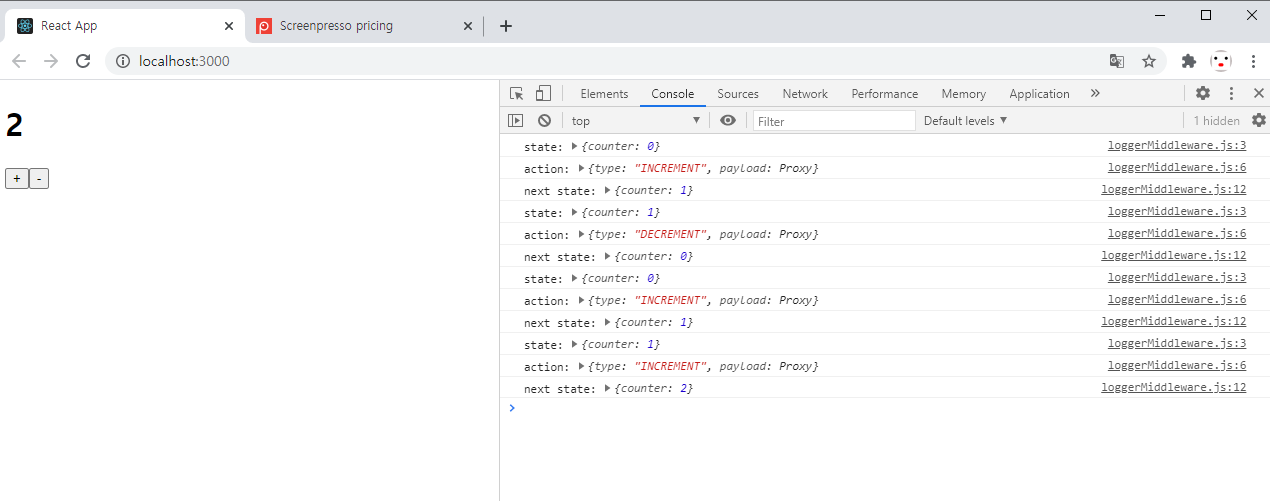 React App
Screenpresso pricing
localhost:3000
2
+ -
Elements Console Sources Network Performance Memory Application »
top Filter Default levels 1 hidden
state: {counter: 0} loggerMiddleware.js:3
action: {type: "INCREMENT", payload: Proxy} loggerMiddleware.js:6
next state: {counter: 1} loggerMiddleware.js:12
state: {counter: 1} loggerMiddleware.js:3
action: {type: "DECREMENT", payload: Proxy} loggerMiddleware.js:6
next state: {counter: 0} loggerMiddleware.js:12
state: {counter: 0} loggerMiddleware.js:3
action: {type: "INCREMENT", payload: Proxy} loggerMiddleware.js:6
next state: {counter: 1} loggerMiddleware.js:12
state: {counter: 1} loggerMiddleware.js:3
action: {type: "INCREMENT", payload: Proxy} loggerMiddleware.js:6
next state: {counter: 2} loggerMiddleware.js:12